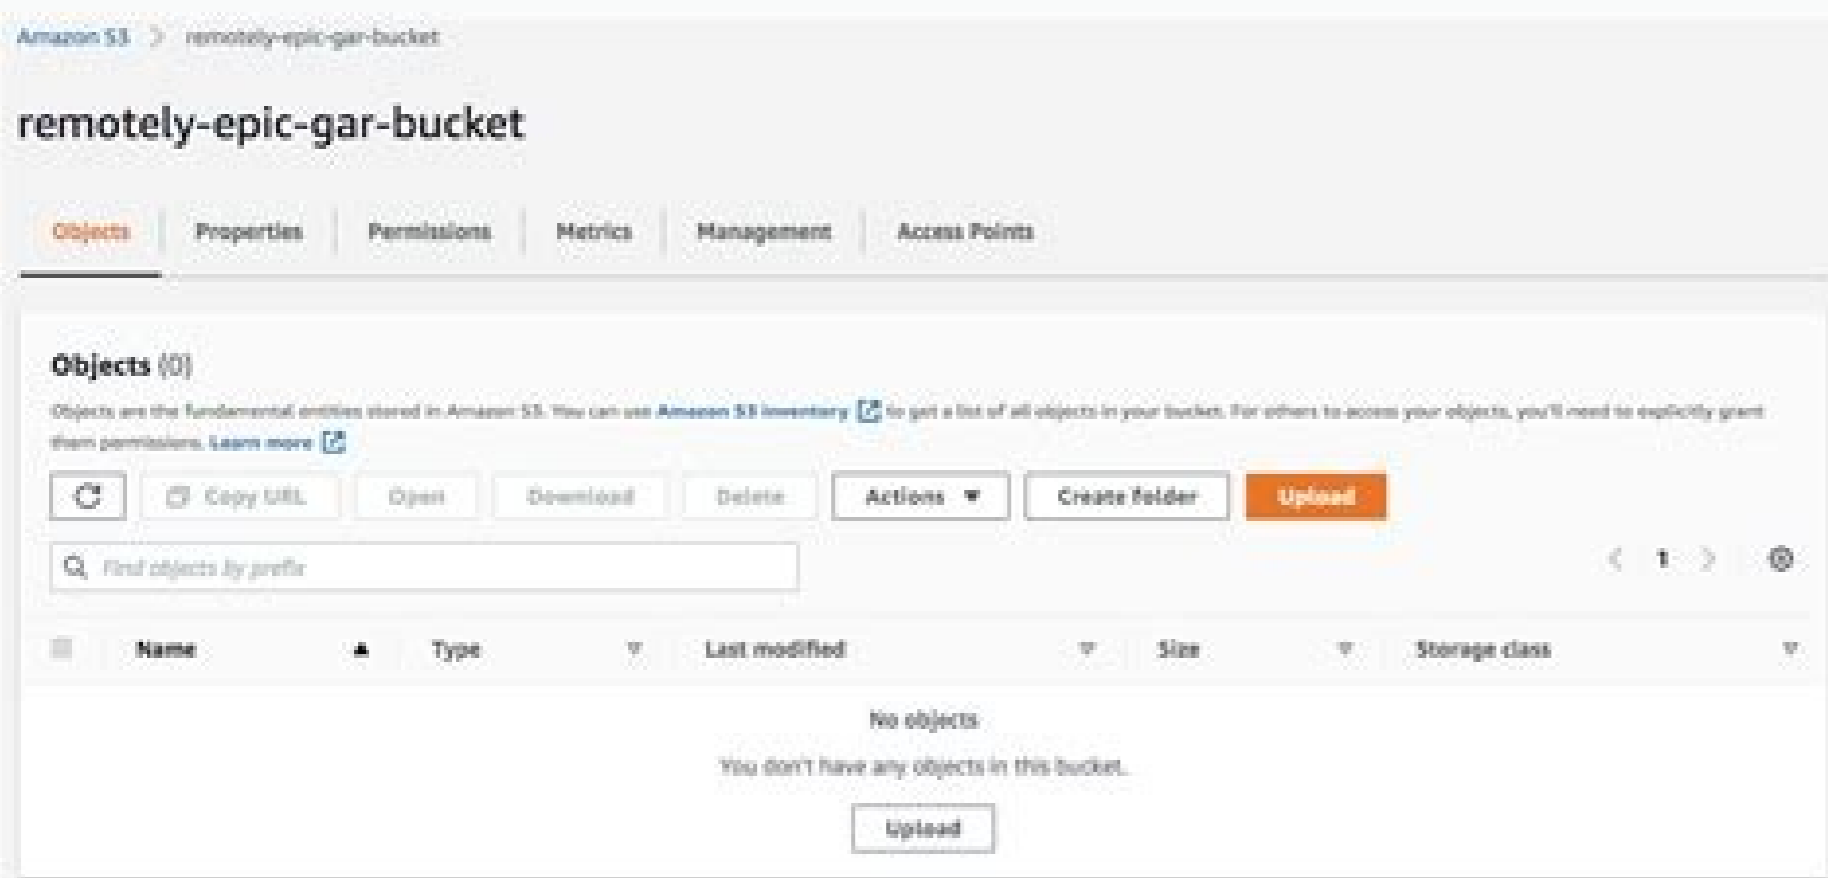 Amazon S3 > remotely-epic-gar-bucket
remotely-epic-gar-bucket
Objects Properties Permissions Metrics Management Access Points
Objects (0)
Objects are the fundamental entities stored in Amazon S3. You can use Amazon S3 inventory to get a list of all objects in your bucket. For others to access your objects, you'll need to explicitly grant
them permissions. Learn more
Copy URL Open Download Delete Actions Create folder Upload
Find objects by prefix
< 1 >
Name Type Last modified Size Storage class
No objects
You don't have any objects in this bucket.
Upload